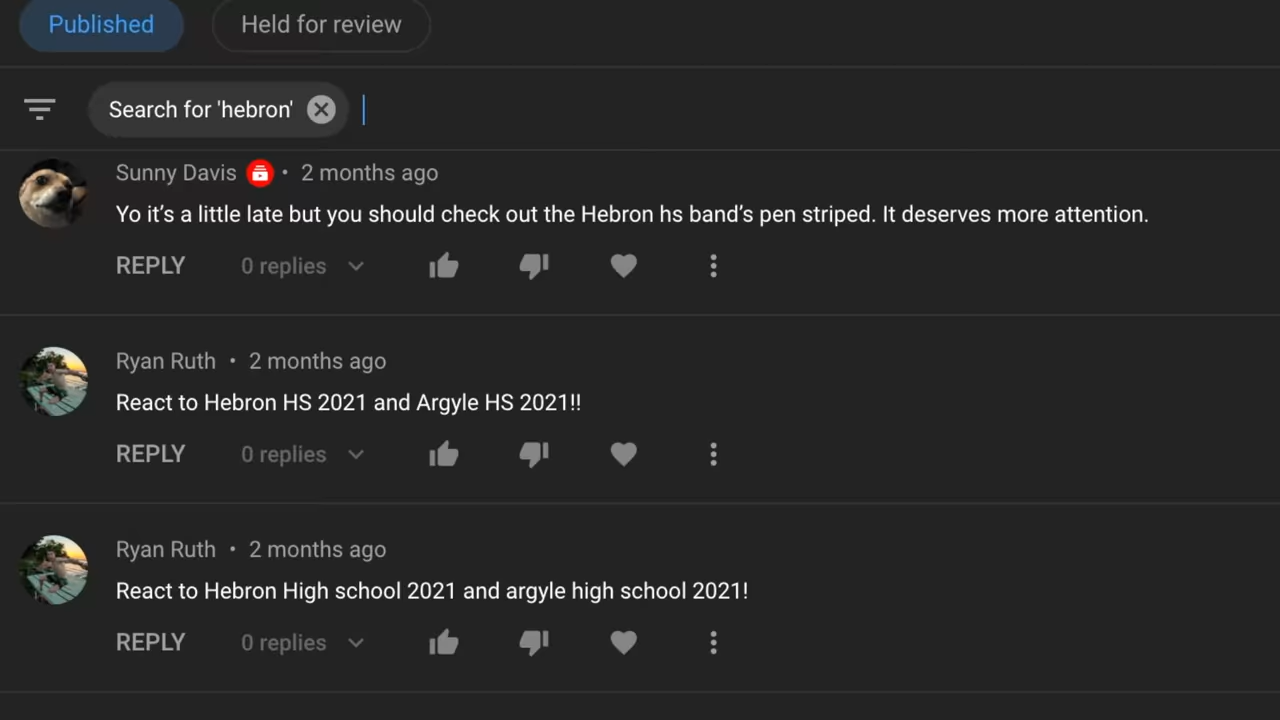 Published Held for review
Search for 'hebron'
Sunny Davis • 2 months ago
Yo it’s a little late but you should check out the Hebron hs band’s pen striped. It deserves more attention.
REPLY 0 replies
Ryan Ruth • 2 months ago
React to Hebron HS 2021 and Argyle HS 2021!!
REPLY 0 replies
Ryan Ruth • 2 months ago
React to Hebron High school 2021 and argyle high school 2021!
REPLY 0 replies